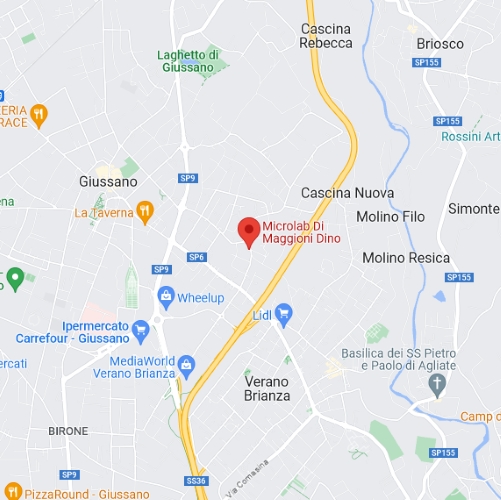 Cascina
Rebecca
Briosco
Laghetto di
Giussano
SP155
ERIA
RACE
SP155
Rossini Art
Giussano
SP9
Cascina Nuova
La Taverna
Simonte
Microlab Di
Maggioni Dino
Molino Filo
SP6
Molino Resica
ena
SP9
SP155
Wheelup
Lidl
Ipermercato
Carrefour - Giussano
Basilica dei SS Pietro
e Paolo di Agliate
MediaWorld
Verano Brianza
ercati
Verano
Brianza
Camp d
BIRONE
SP155
SP9
SS36
Via Comasina
PizzaRound - Giussano